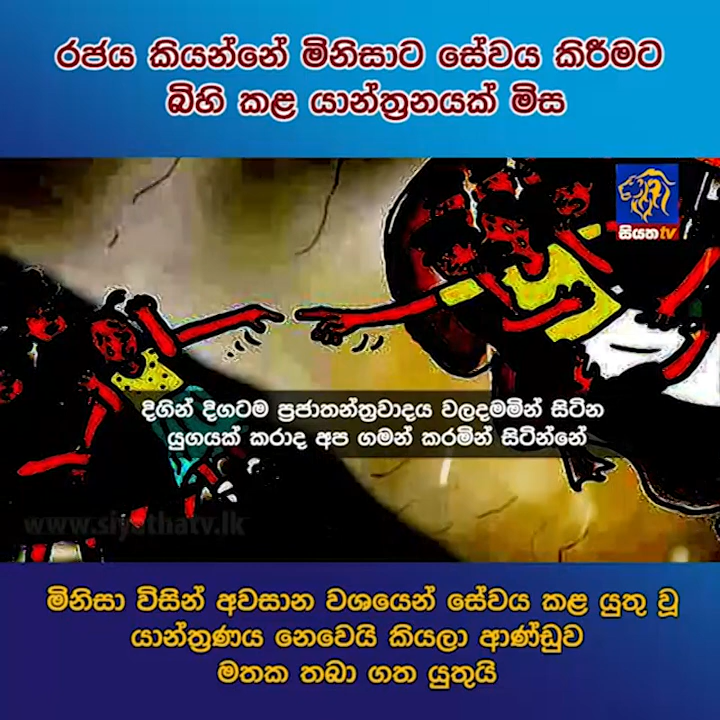 රජය කියන්නේ මිනිසාට සේවය කිරීමට
බිහි කළ යාන්ත්‍රනයක් මිස
සියත tv
දිගින් දිගටම ප්‍රජාතන්ත්‍රවාදය වලදමමින් සිටින
යුගයක් කරාද අප ගමන් කරමින් සිටින්නේ
www.siyathatv.lk
මිනිසා විසින් අවසාන වශයෙන් සේවය කළ යුතු වූ
යාන්ත්‍රණය නෙවෙයි කියලා ආණ්ඩුව
මතක තබා ගත යුතුයි